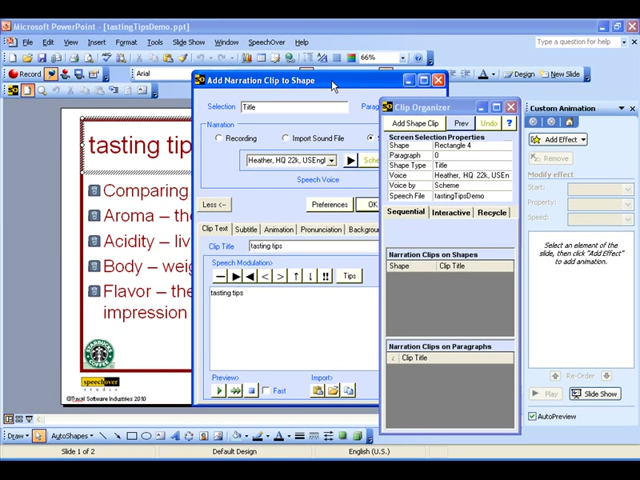 Microsoft PowerPoint - [tastingTipsDemo.ppt]
File Edit View Insert Format Tools Slide Show Window SpeechOver Help
Type a question for help
66%
Record
Arial
Design New Slide
Add Narration Clip to Shape
Selection Title
Narration
Recording Import Sound File
Heather, HQ 22k, USEngl
Speech Voice
Less <- Preferences OK
Clip Text Subtitle Animation Pronunciation
Clip Title tasting tips
Speech Modulation>
Tips
tasting tips
Preview> Import>
Fast
Clip Organizer
Add Shape Clip Prev Undo ?
Screen Selection Properties
Shape Rectangle 4
Paragraph 0
Shape Type Title
Voice Heather, HQ 22k, USEn
Voice by Scheme
SpeechFile tastingTipsDemo
Sequential Interactive Recycle
Narration Clips on Shapes
Shape Clip Title
Narration Clips on Paragraphs
Clip Title
Custom Animation
Add Effect
Remove
Modify effect
Start:
Property:
Speed:
Select an element of the
slide, then click "Add Effect"
to add animation.
Re-Order
Play Slide Show
AutoPreview
tasting tip
Comparing
Aroma – the
Acidity – liv
Body – weig
Flavor – the
impression
STARBUCKS
COFFEE
speechover
studio
Draw AutoShapes
Slide 1 of 2 Default Design English (U.S.)